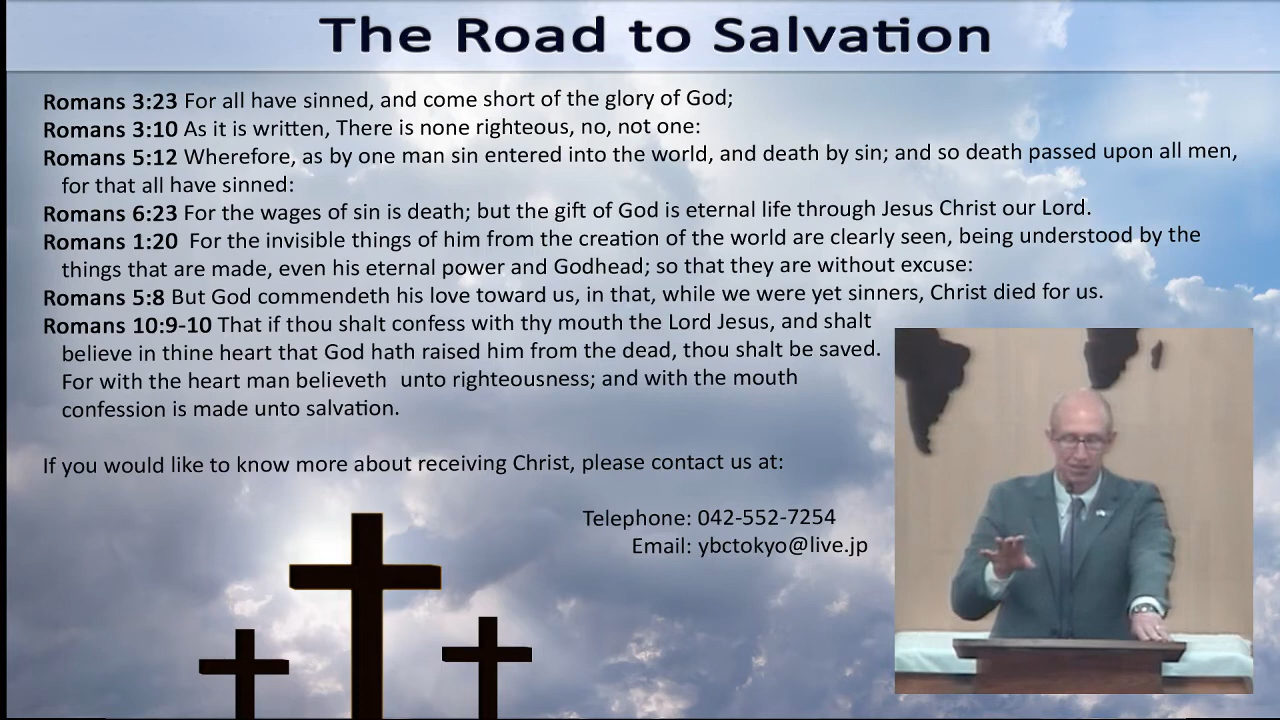 The Road to Salvation
Romans 3:23 For all have sinned, and come short of the glory of God;
Romans 3:10 As it is written, There is none righteous, no, not one:
Romans 5:12 Wherefore, as by one man sin entered into the world, and death by sin; and so death passed upon all men,
for that all have sinned:
Romans 6:23 For the wages of sin is death; but the gift of God is eternal life through Jesus Christ our Lord.
Romans 1:20  For the invisible things of him from the creation of the world are clearly seen, being understood by the
things that are made, even his eternal power and Godhead; so that they are without excuse:
Romans 5:8 But God commendeth his love toward us, in that, while we were yet sinners, Christ died for us.
Romans 10:9-10 That if thou shalt confess with thy mouth the Lord Jesus, and shalt
believe in thine heart that God hath raised him from the dead, thou shalt be saved.
For with the heart man believeth  unto righteousness; and with the mouth
confession is made unto salvation.
If you would like to know more about receiving Christ, please contact us at:
Telephone: 042-552-7254
Email: ybctokyo@live.jp